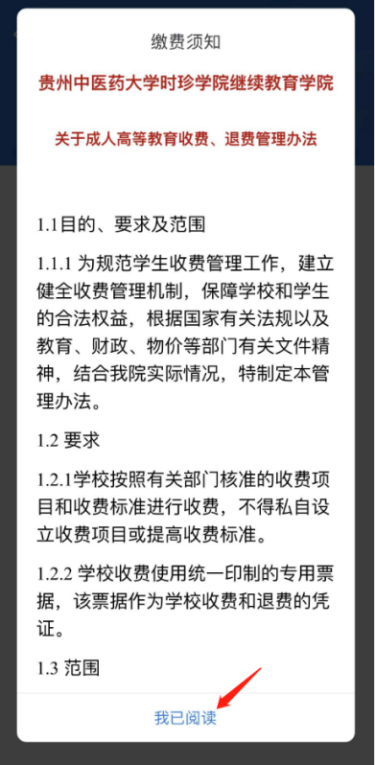 缴费须知
贵州中医药大学时珍学院继续教育学院
关于成人高等教育收费、退费管理办法
1.1目的、要求及范围
1.1.1 为规范学生收费管理工作，建立
健全收费管理机制，保障学校和学生
的合法权益，根据国家有关法规以及
教育、财政、物价等部门有关文件精
神，结合我院实际情况，特制定本管
理办法。
1.2 要求
1.2.1学校按照有关部门核准的收费项
目和收费标准进行收费，不得私自设
立收费项目或提高收费标准。
1.2.2 学校收费使用统一印制的专用票
据，该票据作为学校收费和退费的凭
证。
1.3 范围
我已阅读